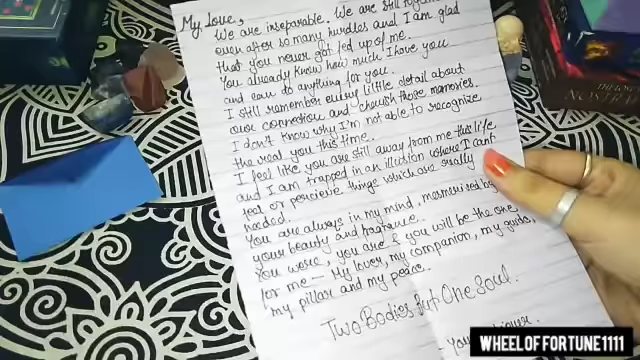 My Love,
We are inseparable. We are still together
even after so many hurdles and I am glad
that you never got fed up of me.
You already know how much I love you
and can do anything for you.
I still remember every little detail about
our connection and cherish those memories.
I don't know why I'm not able to recognize
the real you this time.
I feel like you are still away from me this life
and I am trapped in an illusion where I can't
feel or percieve things which are really
needed.
You are always in my mind, mesmerised by
your beauty and fragrance.
You were, you are & you will be the one
for me — My lover, my companion, my guide,
my pillar and my peace.
Two Bodies But One Soul.
NOSTR
WHEEL OF FORTUNE1111